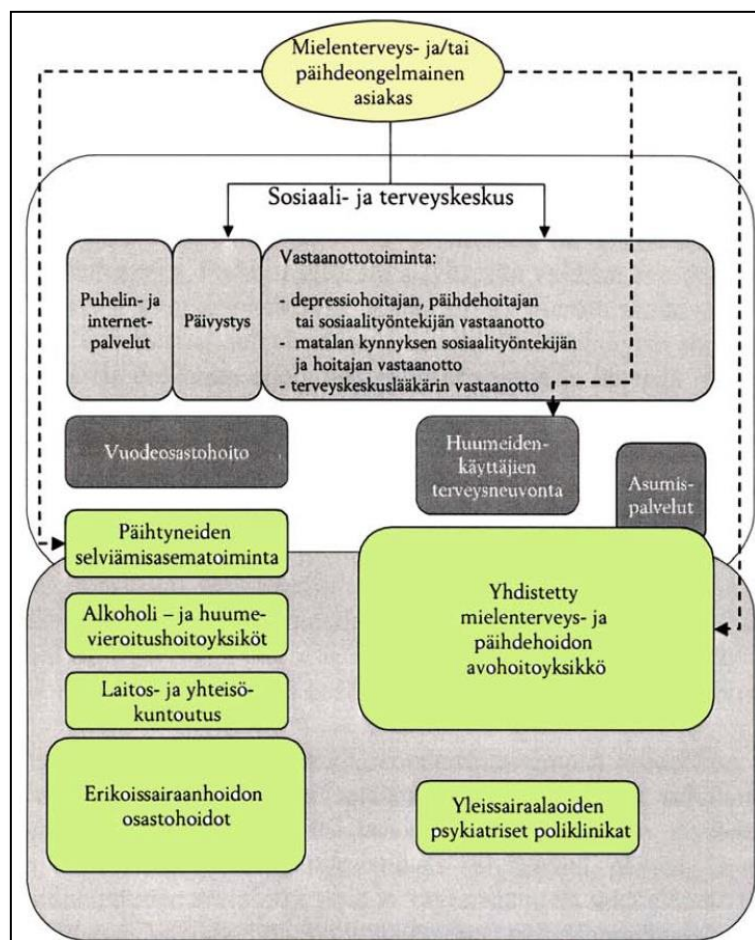 Mielenterveys- ja/tai
päihdeongelmainen
asiakas
Sosiaali- ja terveyskeskus
Puhelin- ja
internet-
palvelut
Päivystys
Vastaanottotoiminta:
- depressiohoitajan, päihdehoitajan
tai sosiaalityöntekijän vastaanotto
- matalan kynnyksen sosiaalityöntekijän
ja hoitajan vastaanotto
- terveyskeskuslääkärin vastaanotto
Vuodeosastohoito
Huumeiden-
käyttäjien
terveysneuvonta
Asumis-
palvelut
Päihtyneiden
selviämisasematoiminta
Alkoholi – ja huume-
vieroitushoitoyksiköt
Laitos- ja yhteisö-
kuntoutus
Erikoissairaanhoidon
osastohoidot
Yhdistetty
mielenterveys- ja
päihdehoidon
avohoitoyksikkö
Yleissairaalaoiden
psykiatriset poliklinikat